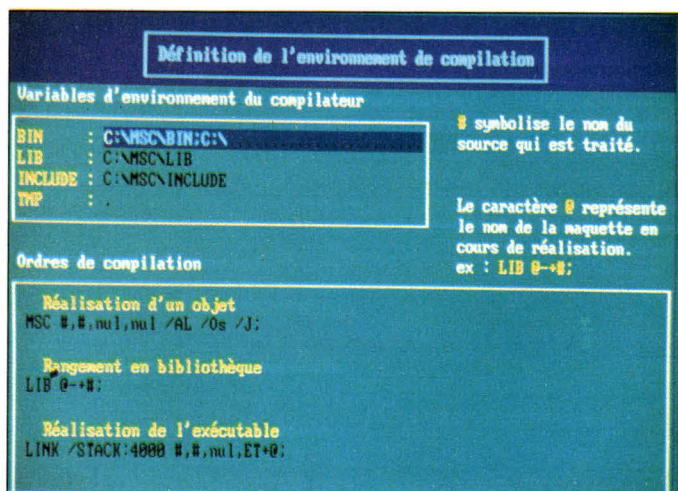 Définition de l'environnement de compilation
Variables d'environnement du compilateur
BIN : C:\MSC\BIN;C:\
LIB : C:\MSC\LIB
INCLUDE : C:\MSC\INCLUDE
TMP : .
# symbolise le nom du
source qui est traité.
Le caractère @ représente
le nom de la maquette en
cours de réalisation.
ex : LIB @-+#;
Ordres de compilation
Réalisation d'un objet
MSC #,#,nul,nul /AL /Os /J;
Rangement en bibliothèque
LIB @-+#;
Réalisation de l'exécutable
LINK /STACK:4000 #,#,nul,ET+@;